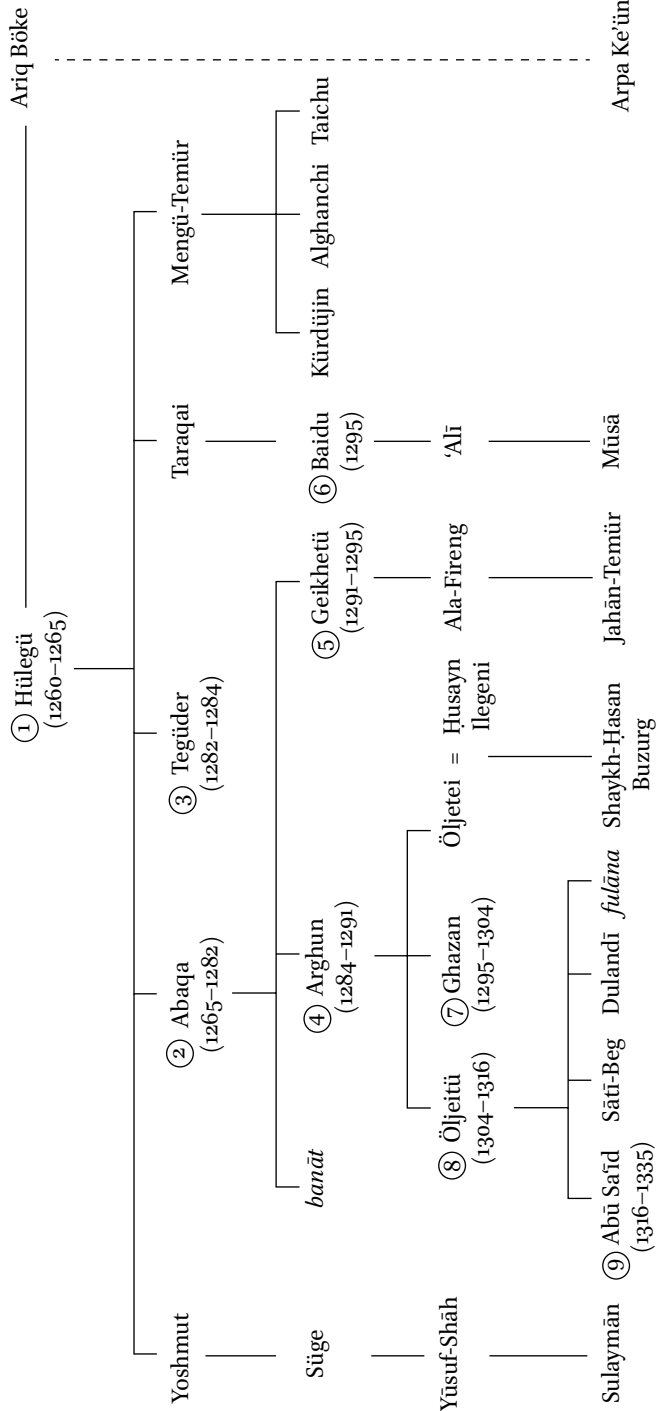 ① Hülegü
(1260–1265)
Ariq Böke
Yoshmut
② Abaqa
(1265–1282)
③ Tegüder
(1282–1284)
Taraqai
Mengü-Temür
Süge
banāt
④ Arghun
(1284–1291)
⑤ Geikhetü
(1291–1295)
⑥ Baidu
(1295)
Kürdüjin
Alghanchi
Taichu
Yūsuf-Shāh
⑧ Öljeitü
(1304–1316)
⑦ Ghazan
(1295–1304)
Öljetei = Ḥusayn
Ilegeni
Ala-Fireng
ʿAlī
Sulaymān
⑨ Abū Saʿīd
(1316–1335)
Sātī-Beg
Dulandī
fulāna
Shaykh-Ḥasan
Buzurg
Jahān-Temür
Mūsā
Arpa Ke'ün